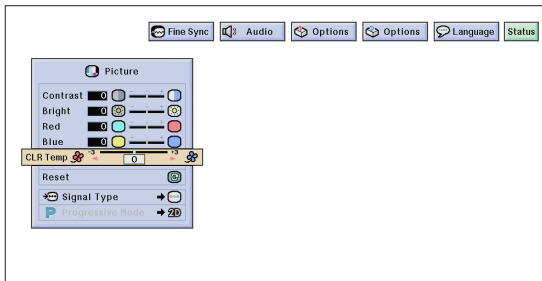 Fine Sync Audio Options Options Language Status
Picture
Contrast 0
Bright 0
Red 0
Blue 0
CLR Temp -3 0 +3
Reset
Signal Type
P Progressive Mode 2D